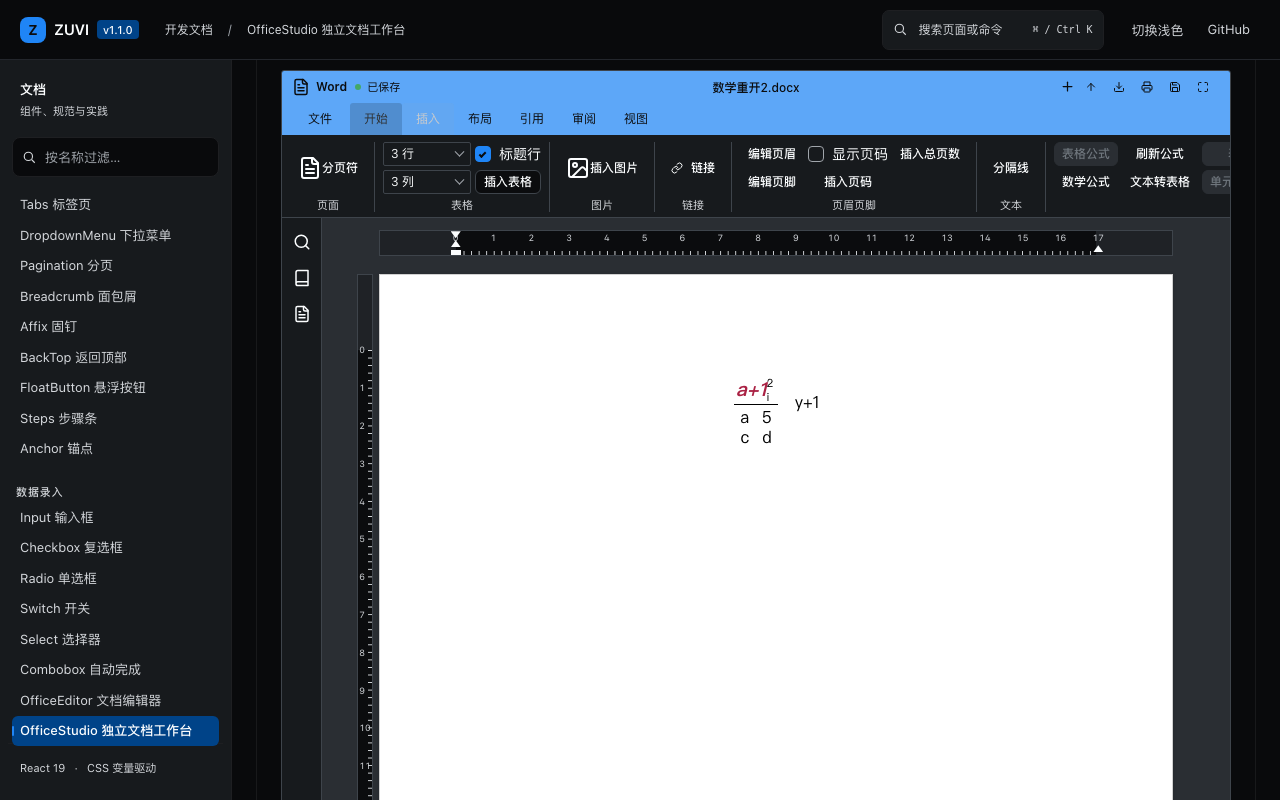 Z ZUVI v1.1.0 开发文档 / OfficeStudio 独立文档工作台 搜索页面或命令 ⌘ / Ctrl K 切换浅色 GitHub
文档
组件、规范与实践
按名称过滤...
Tabs 标签页
DropdownMenu 下拉菜单
Pagination 分页
Breadcrumb 面包屑
Affix 固钉
BackTop 返回顶部
FloatButton 悬浮按钮
Steps 步骤条
Anchor 锚点
数据录入
Input 输入框
Checkbox 复选框
Radio 单选框
Switch 开关
Select 选择器
Combobox 自动完成
OfficeEditor 文档编辑器
OfficeStudio 独立文档工作台
React 19 · CSS 变量驱动
Word 已保存 数学重开2.docx
文件 开始 插入 布局 引用 审阅 视图
分页符
页面
3 行 标题行
3 列 插入表格
表格
插入图片
图片
链接
链接
编辑页眉 显示页码 插入总页数
编辑页脚 插入页码
页眉页脚
分隔线
文本
表格公式 刷新公式
数学公式 文本转表格 单元
1 2 3 4 5 6 7 8 9 10 11 12 13 14 15 16 17
0
1
2
3
4
5
6
7
8
9
10
11
a+1 2
i
a 5 y+1
c d